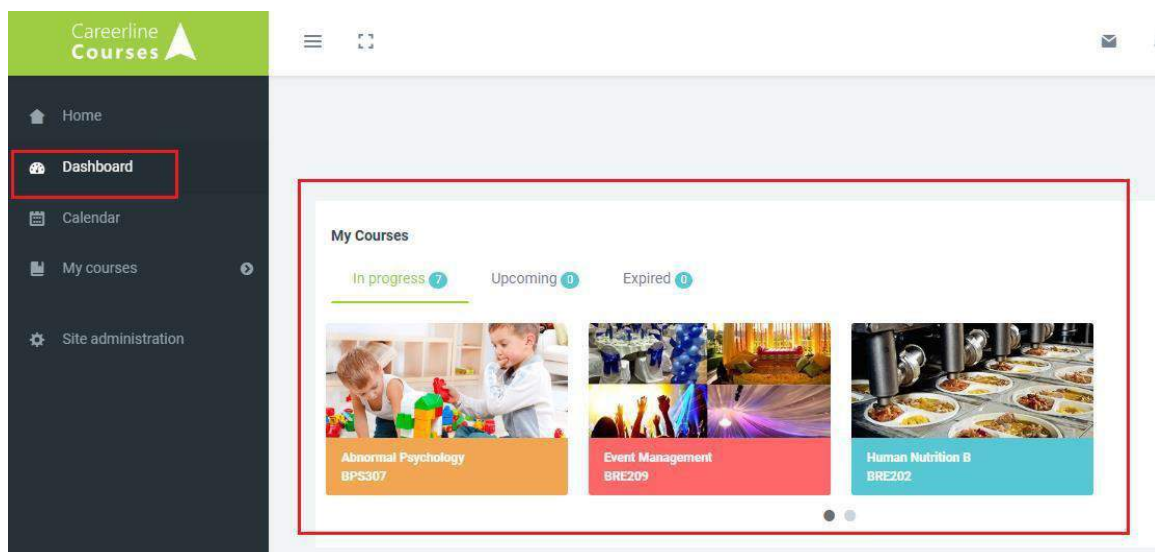 Careerline
Courses
Home
Dashboard
Calendar
My courses
Site administration
My Courses
In progress 7 Upcoming 0 Expired 0
Abnormal Psychology
BPS307
Event Management
BRE209
Human Nutrition B
BRE202